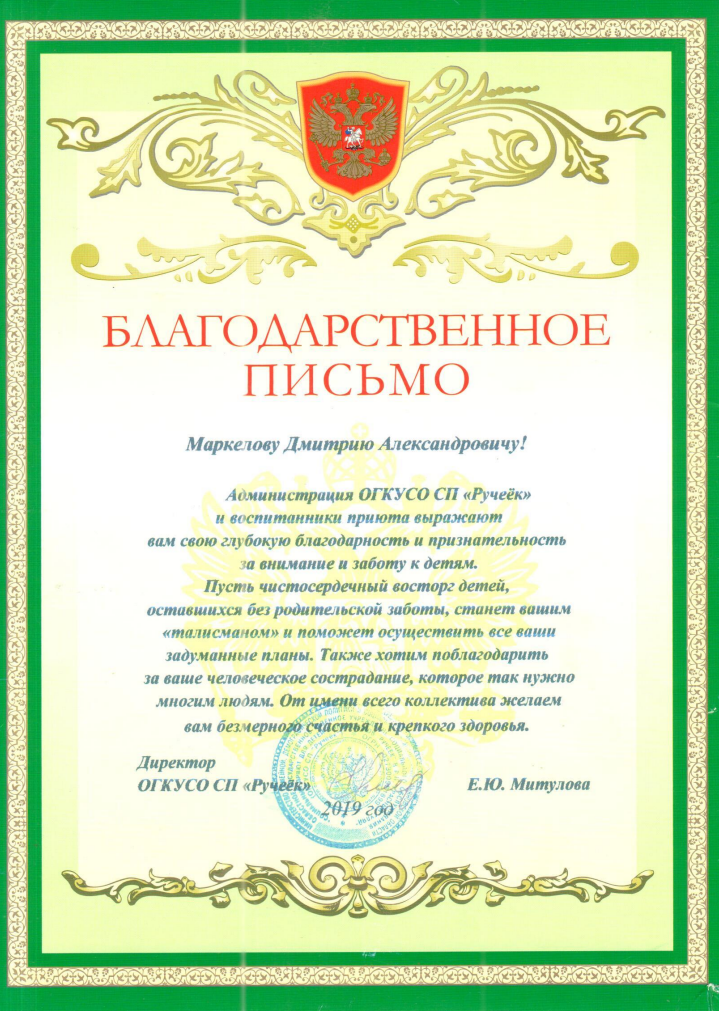 БЛАГОДАРСТВЕННОЕ
ПИСЬМО
Маркелову Дмитрию Александровичу!
Администрация ОГКУСО СП «Ручеёк»
и воспитанники приюта выражают
вам свою глубокую благодарность и признательность
за внимание и заботу к детям.
Пусть чистосердечный восторг детей,
оставшихся без родительской заботы, станет вашим
«талисманом» и поможет осуществить все ваши
задуманные планы. Также хотим поблагодарить
за ваше человеческое сострадание, которое так нужно
многим людям. От имени всего коллектива желаем
вам безмерного счастья и крепкого здоровья.
Директор
ОГКУСО СП «Ручеёк» Е.Ю. Митулова
2019 год